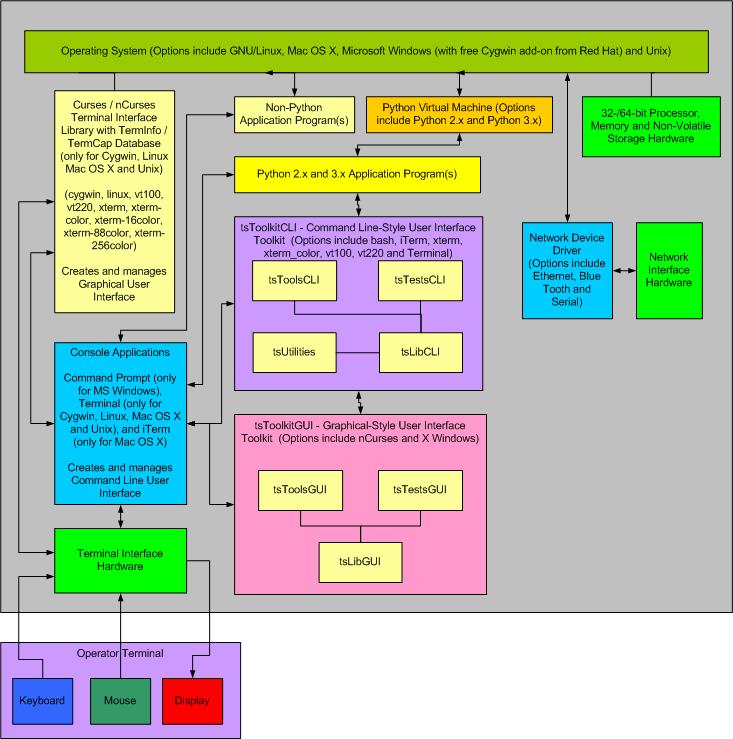 Operating System (Options include GNU/Linux, Mac OS X, Microsoft Windows (with free Cygwin add-on from Red Hat) and Unix)
Curses / nCurses
Terminal Interface
Library with TermInfo /
TermCap Database
(only for Cygwin, Linux
Mac OS X and Unix)
(cygwin, linux, vt100,
vt220, xterm, xterm-
color, xterm-16color,
xterm-88color, xterm-
256color)
Creates and manages
Graphical User
Interface
Non-Python
Application Program(s)
Python Virtual Machine (Options
include Python 2.x and Python 3.x)
32-/64-bit Processor,
Memory and Non-Volatile
Storage Hardware
Python 2.x and 3.x Application Program(s)
tsToolkitCLI - Command Line-Style User Interface
Toolkit (Options include bash, iTerm, xterm,
xterm_color, vt100, vt220 and Terminal)
tsToolsCLI
tsTestsCLI
tsUtilities
tsLibCLI
Network Device
Driver
(Options include
Ethernet, Blue
Tooth and
Serial)
Network
Interface
Hardware
Console Applications
Command Prompt (only
for MS Windows),
Terminal (only for
Cygwin, Linux, Mac OS X
and Unix), and iTerm
(only for Mac OS X)
Creates and manages
Command Line User
Interface
tsToolkitGUI - Graphical-Style User Interface
Toolkit (Options include nCurses and X Windows)
tsToolsGUI
tsTestsGUI
tsLibGUI
Terminal Interface
Hardware
Operator Terminal
Keyboard
Mouse
Display